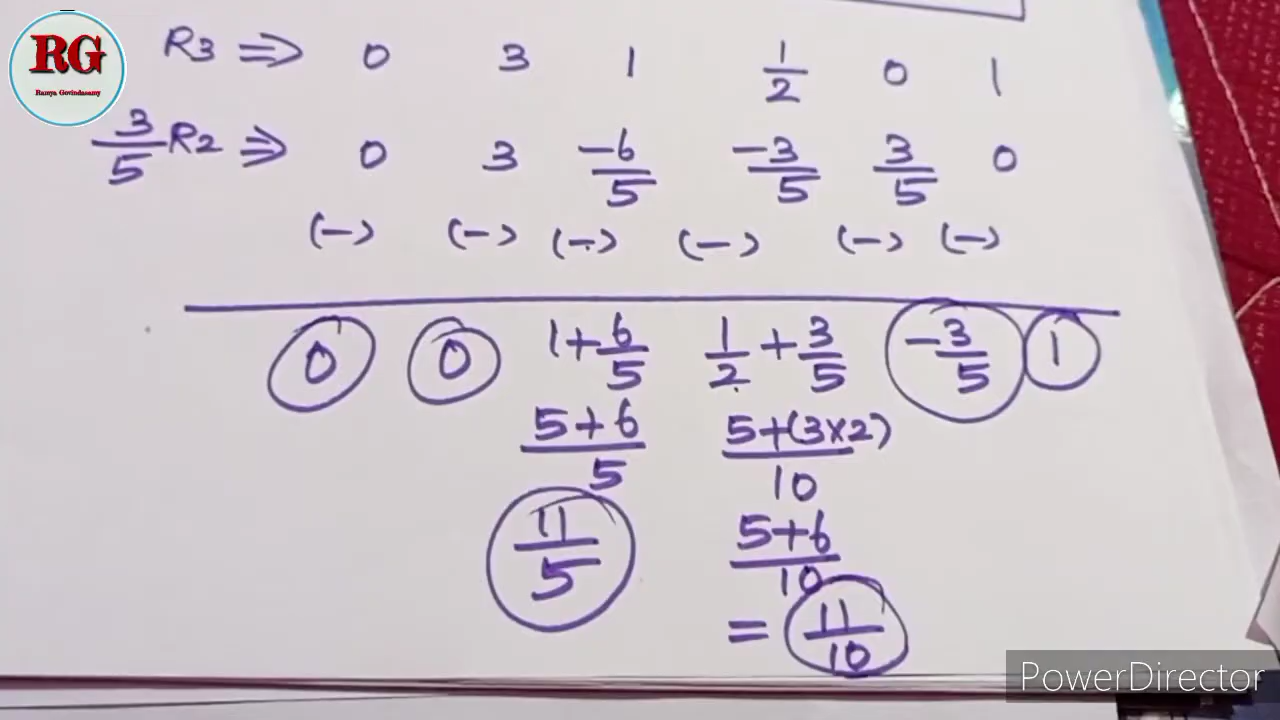 RG
Ramya Govindasamy
R3 ⇒ 0 3 1 1/2 0 1
3/5 R2 ⇒ 0 3 -6/5 -3/5 3/5 0
(-) (-) (-) (-) (-) (-)
0 0 1+6/5 1/2+3/5 -3/5 1
5+6/5 5+(3×2)/10
11/5 5+6/10
= 11/10
PowerDirector